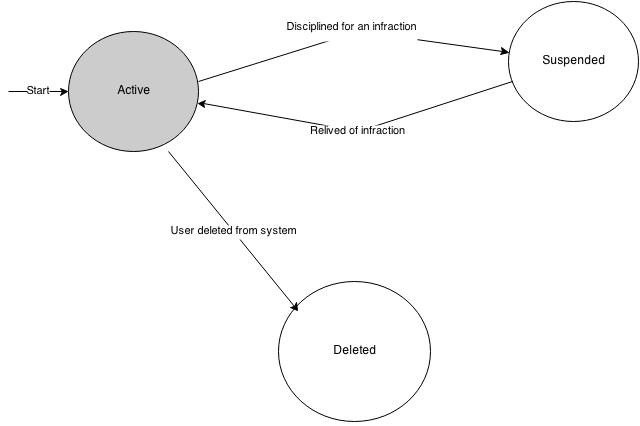 Disciplined for an infraction
Suspended
Start
Active
Relived of infraction
User deleted from system
Deleted